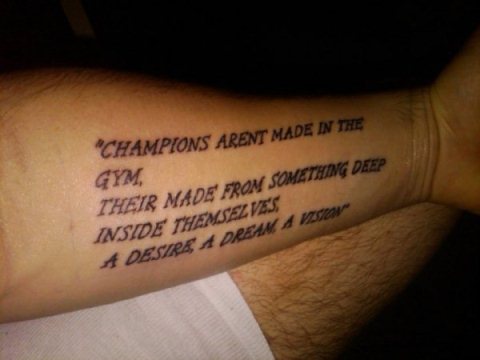 "CHAMPIONS ARENT MADE IN THE
GYM,
THEIR MADE FROM SOMETHING DEEP
INSIDE THEMSELVES,
A DESIRE, A DREAM, A VISION"